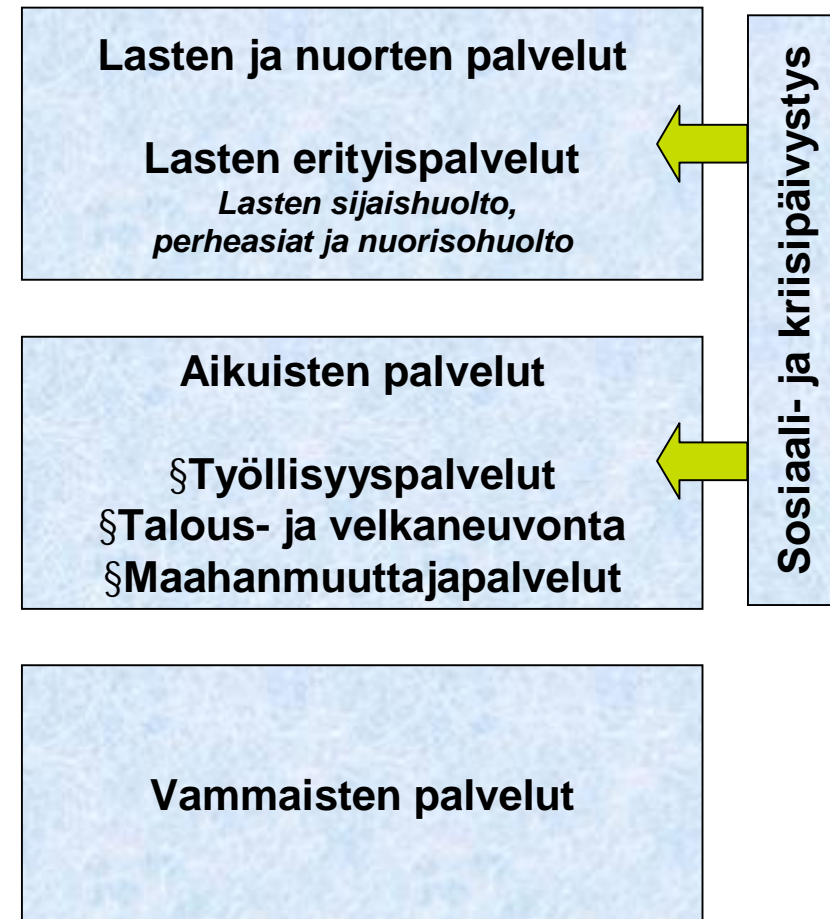 Lasten ja nuorten palvelut
Lasten erityispalvelut
Lasten sijaishuolto,
perheasiat ja nuorisohuolto
Aikuisten palvelut
§Työllisyyspalvelut
§Talous- ja velkaneuvonta
§Maahanmuuttajapalvelut
Vammaisten palvelut
Sosiaali- ja kriisipäivystys